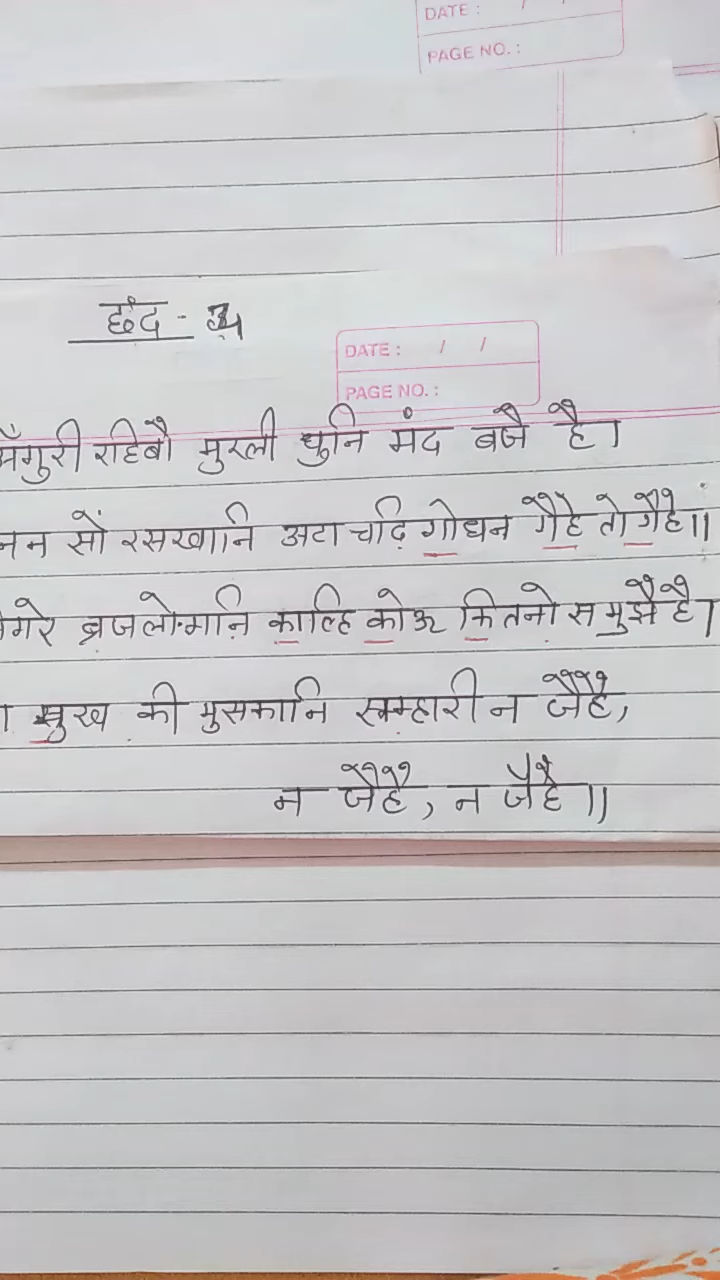 DATE : / /
PAGE NO. :
छंद - 4
DATE : / /
PAGE NO. :
अँगुरी रहिबौ मुरली धुनि मंद बजै है।
सों रसखानि अटा चढ़ि गोधन गैहै तो गैहै॥
ब्रजलोगनि काल्हि कोऊ कितनो समुझै है।
मुख की मुसकानि सम्हारी न जैहै,
न जैहै, न जैहै॥